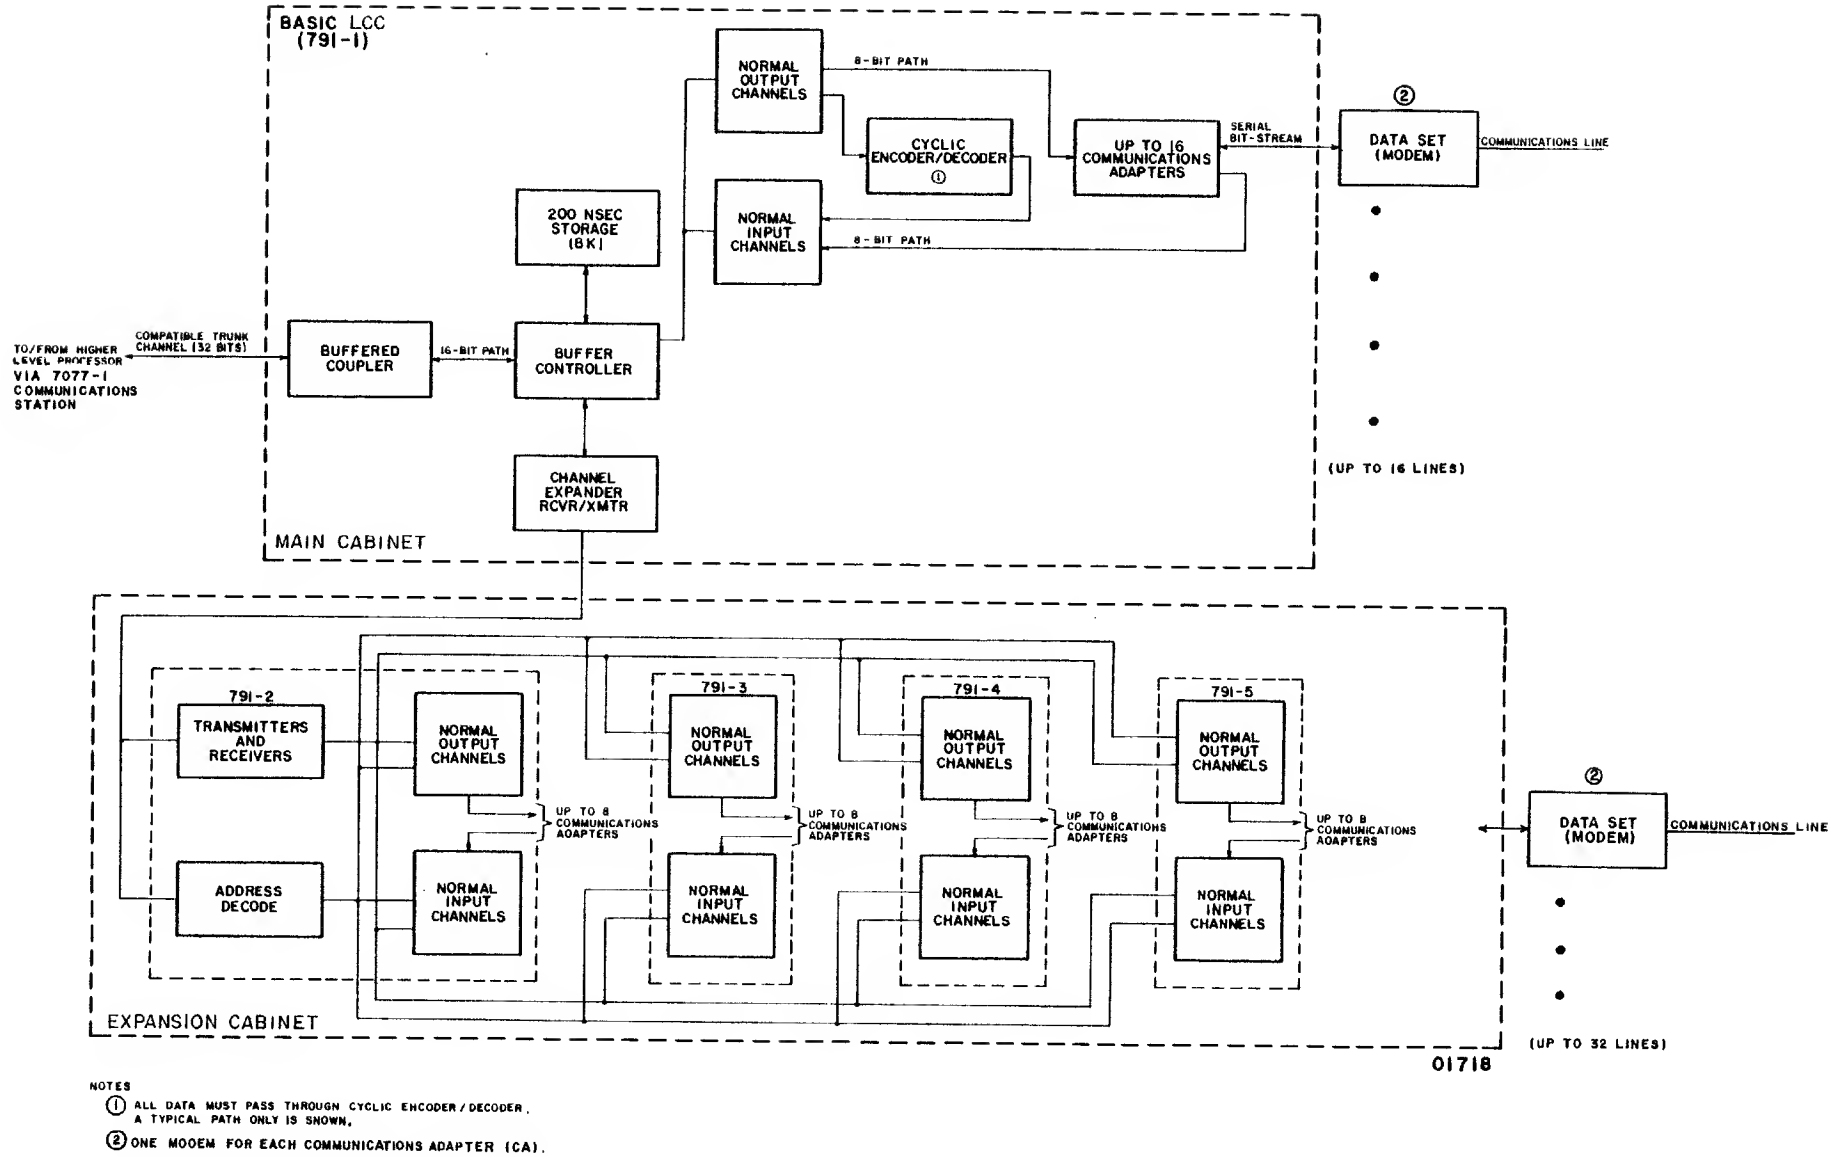 BASIC LCC
(791-1)
NORMAL
OUTPUT
CHANNELS
8-BIT PATH
CYCLIC
ENCODER/DECODER
①
UP TO 16
COMMUNICATIONS
ADAPTERS
SERIAL
BIT-STREAM
②
DATA SET
(MODEM)
COMMUNICATIONS LINE
200 NSEC
STORAGE
(8K)
NORMAL
INPUT
CHANNELS
8-BIT PATH
TO/FROM HIGHER
LEVEL PROCESSOR
VIA 7077-1
COMMUNICATIONS
STATION
COMPATIBLE TRUNK
CHANNEL (32 BITS)
BUFFERED
COUPLER
16-BIT PATH
BUFFER
CONTROLLER
(UP TO 16 LINES)
CHANNEL
EXPANDER
RCVR/XMTR
MAIN CABINET
791-2
TRANSMITTERS
AND
RECEIVERS
NORMAL
OUTPUT
CHANNELS
791-3
NORMAL
OUTPUT
CHANNELS
791-4
NORMAL
OUTPUT
CHANNELS
791-5
NORMAL
OUTPUT
CHANNELS
UP TO 8
COMMUNICATIONS
ADAPTERS
UP TO 8
COMMUNICATIONS
ADAPTERS
UP TO 8
COMMUNICATIONS
ADAPTERS
UP TO 8
COMMUNICATIONS
ADAPTERS
②
DATA SET
(MODEM)
COMMUNICATIONS LINE
ADDRESS
DECODE
NORMAL
INPUT
CHANNELS
NORMAL
INPUT
CHANNELS
NORMAL
INPUT
CHANNELS
NORMAL
INPUT
CHANNELS
EXPANSION CABINET
(UP TO 32 LINES)
01718
NOTES
① ALL DATA MUST PASS THROUGH CYCLIC ENCODER/DECODER,
A TYPICAL PATH ONLY IS SHOWN.
② ONE MODEM FOR EACH COMMUNICATIONS ADAPTER (CA).